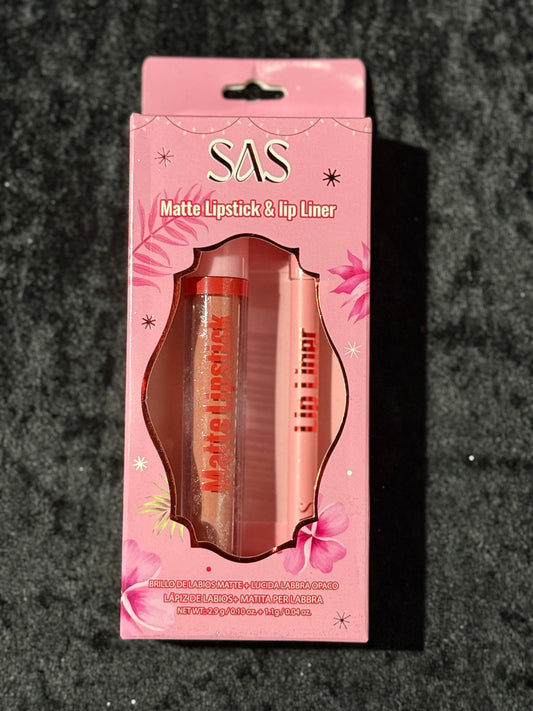 SAS
Matte Lipstick & lip Liner
Matte Lipstick
Lip Liner
S
BRILLO DE LABIOS MATTE + LUCIDA LABBRA OPACO
LÁPIZ DE LABIOS + MATITA PER LABBRA
NET WT: 2.9 g / 0.10 oz. + 1.1g / 0.04 oz.